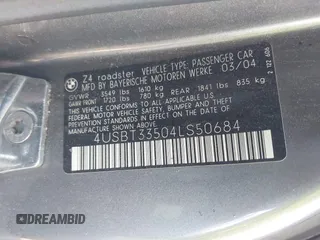 Z4 roadster VEHICLE TYPE: PASSENGER CAR
MFD BY BAYERISCHE MOTOREN WERKE 03/04
GVWR 3549 lbs 1610 kg
GAWR FRONT: 1720 lbs 780 kg REAR: 1841 lbs 835 kg
THIS VEHICLE CONFORMS TO ALL APPLICABLE
FEDERAL MOTOR VEHICLE SAFETY, BUMPER AND THEFT
PREVENTION STANDARDS IN EFFECT ON THE
DATE OF MANUFACTURE SHOWN ABOVE.
4USBT33504LS50684
DREAMBID